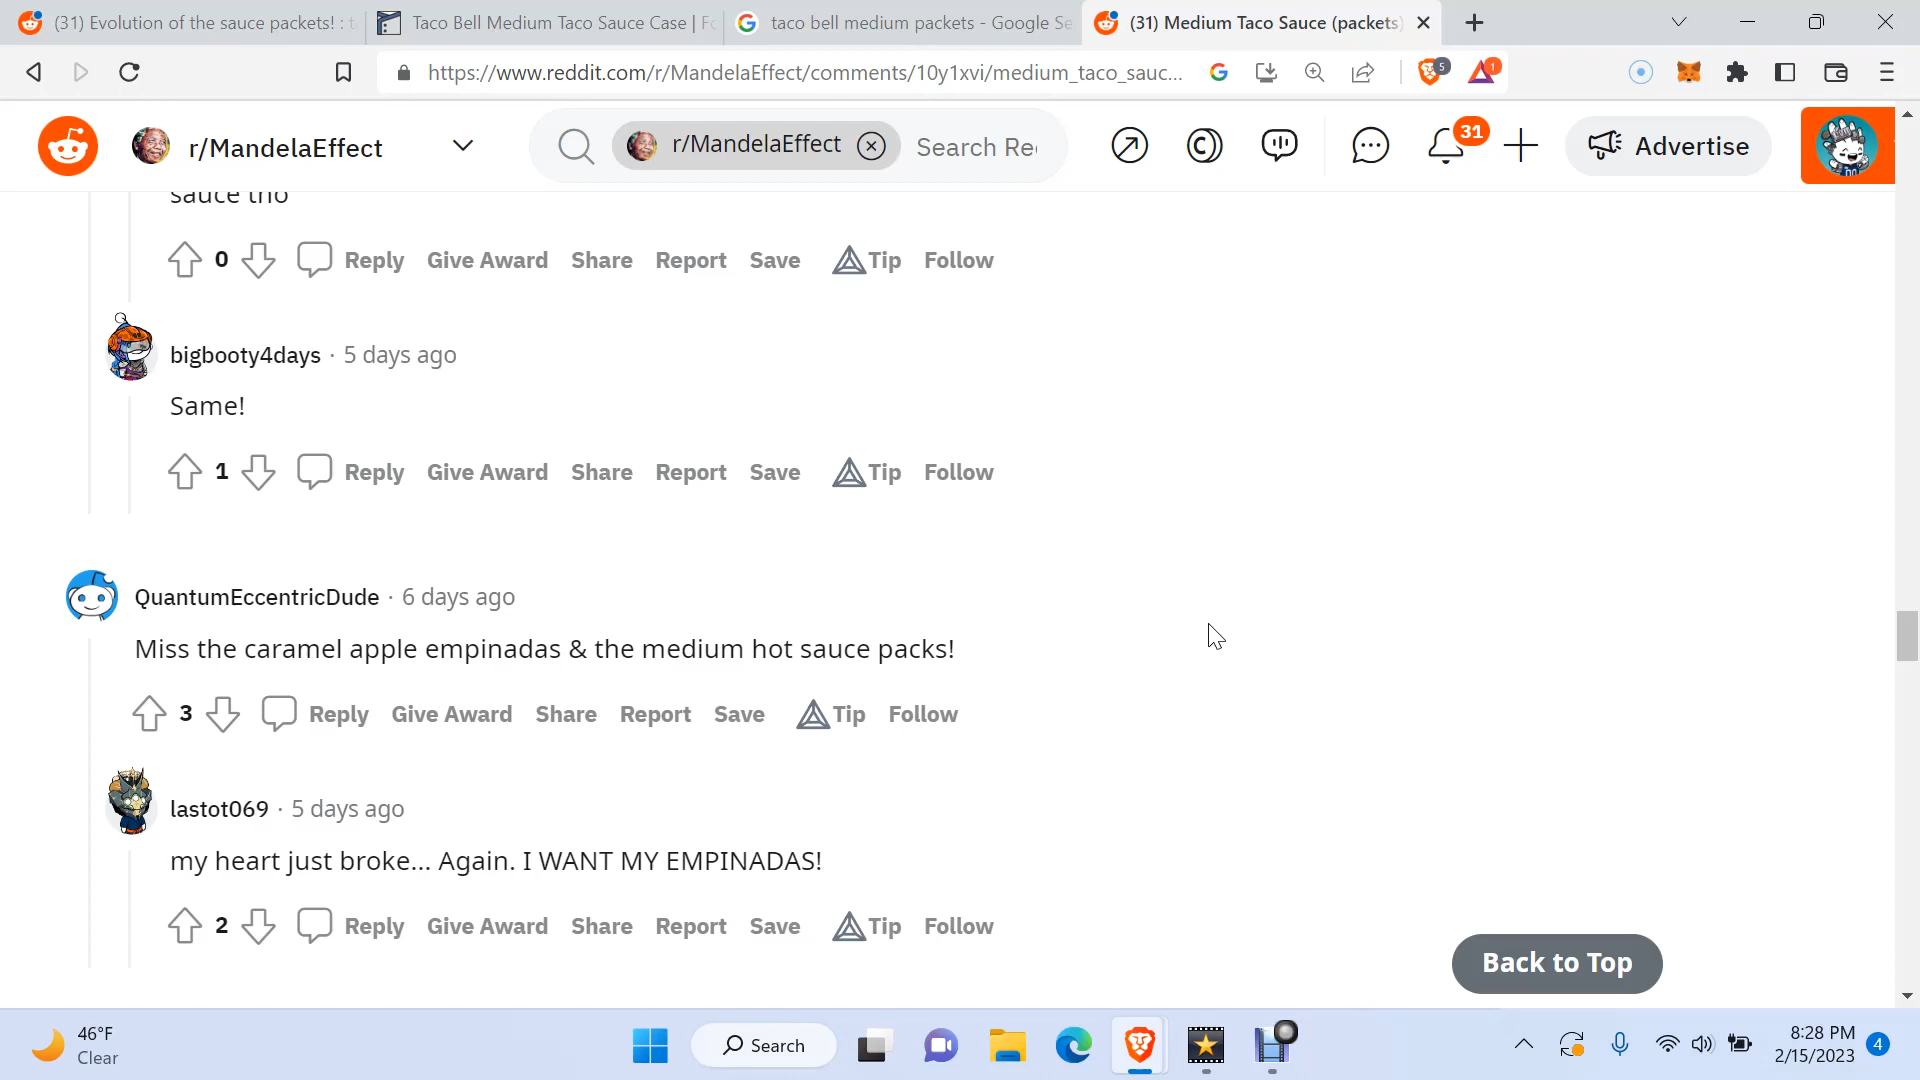 (31) Evolution of the sauce packets! : t
Taco Bell Medium Taco Sauce Case | Fo
taco bell medium packets - Google Se
(31) Medium Taco Sauce (packets)
https://www.reddit.com/r/MandelaEffect/comments/10y1xvi/medium_taco_sauc...
5
1
r/MandelaEffect
r/MandelaEffect
Search Re
31
Advertise
sauce tho
0 Reply Give Award Share Report Save Tip Follow
bigbooty4days · 5 days ago
Same!
1 Reply Give Award Share Report Save Tip Follow
QuantumEccentricDude · 6 days ago
Miss the caramel apple empinadas & the medium hot sauce packs!
3 Reply Give Award Share Report Save Tip Follow
lastot069 · 5 days ago
my heart just broke... Again. I WANT MY EMPINADAS!
2 Reply Give Award Share Report Save Tip Follow
Back to Top
46°F
Clear
Search
8:28 PM
2/15/2023
4